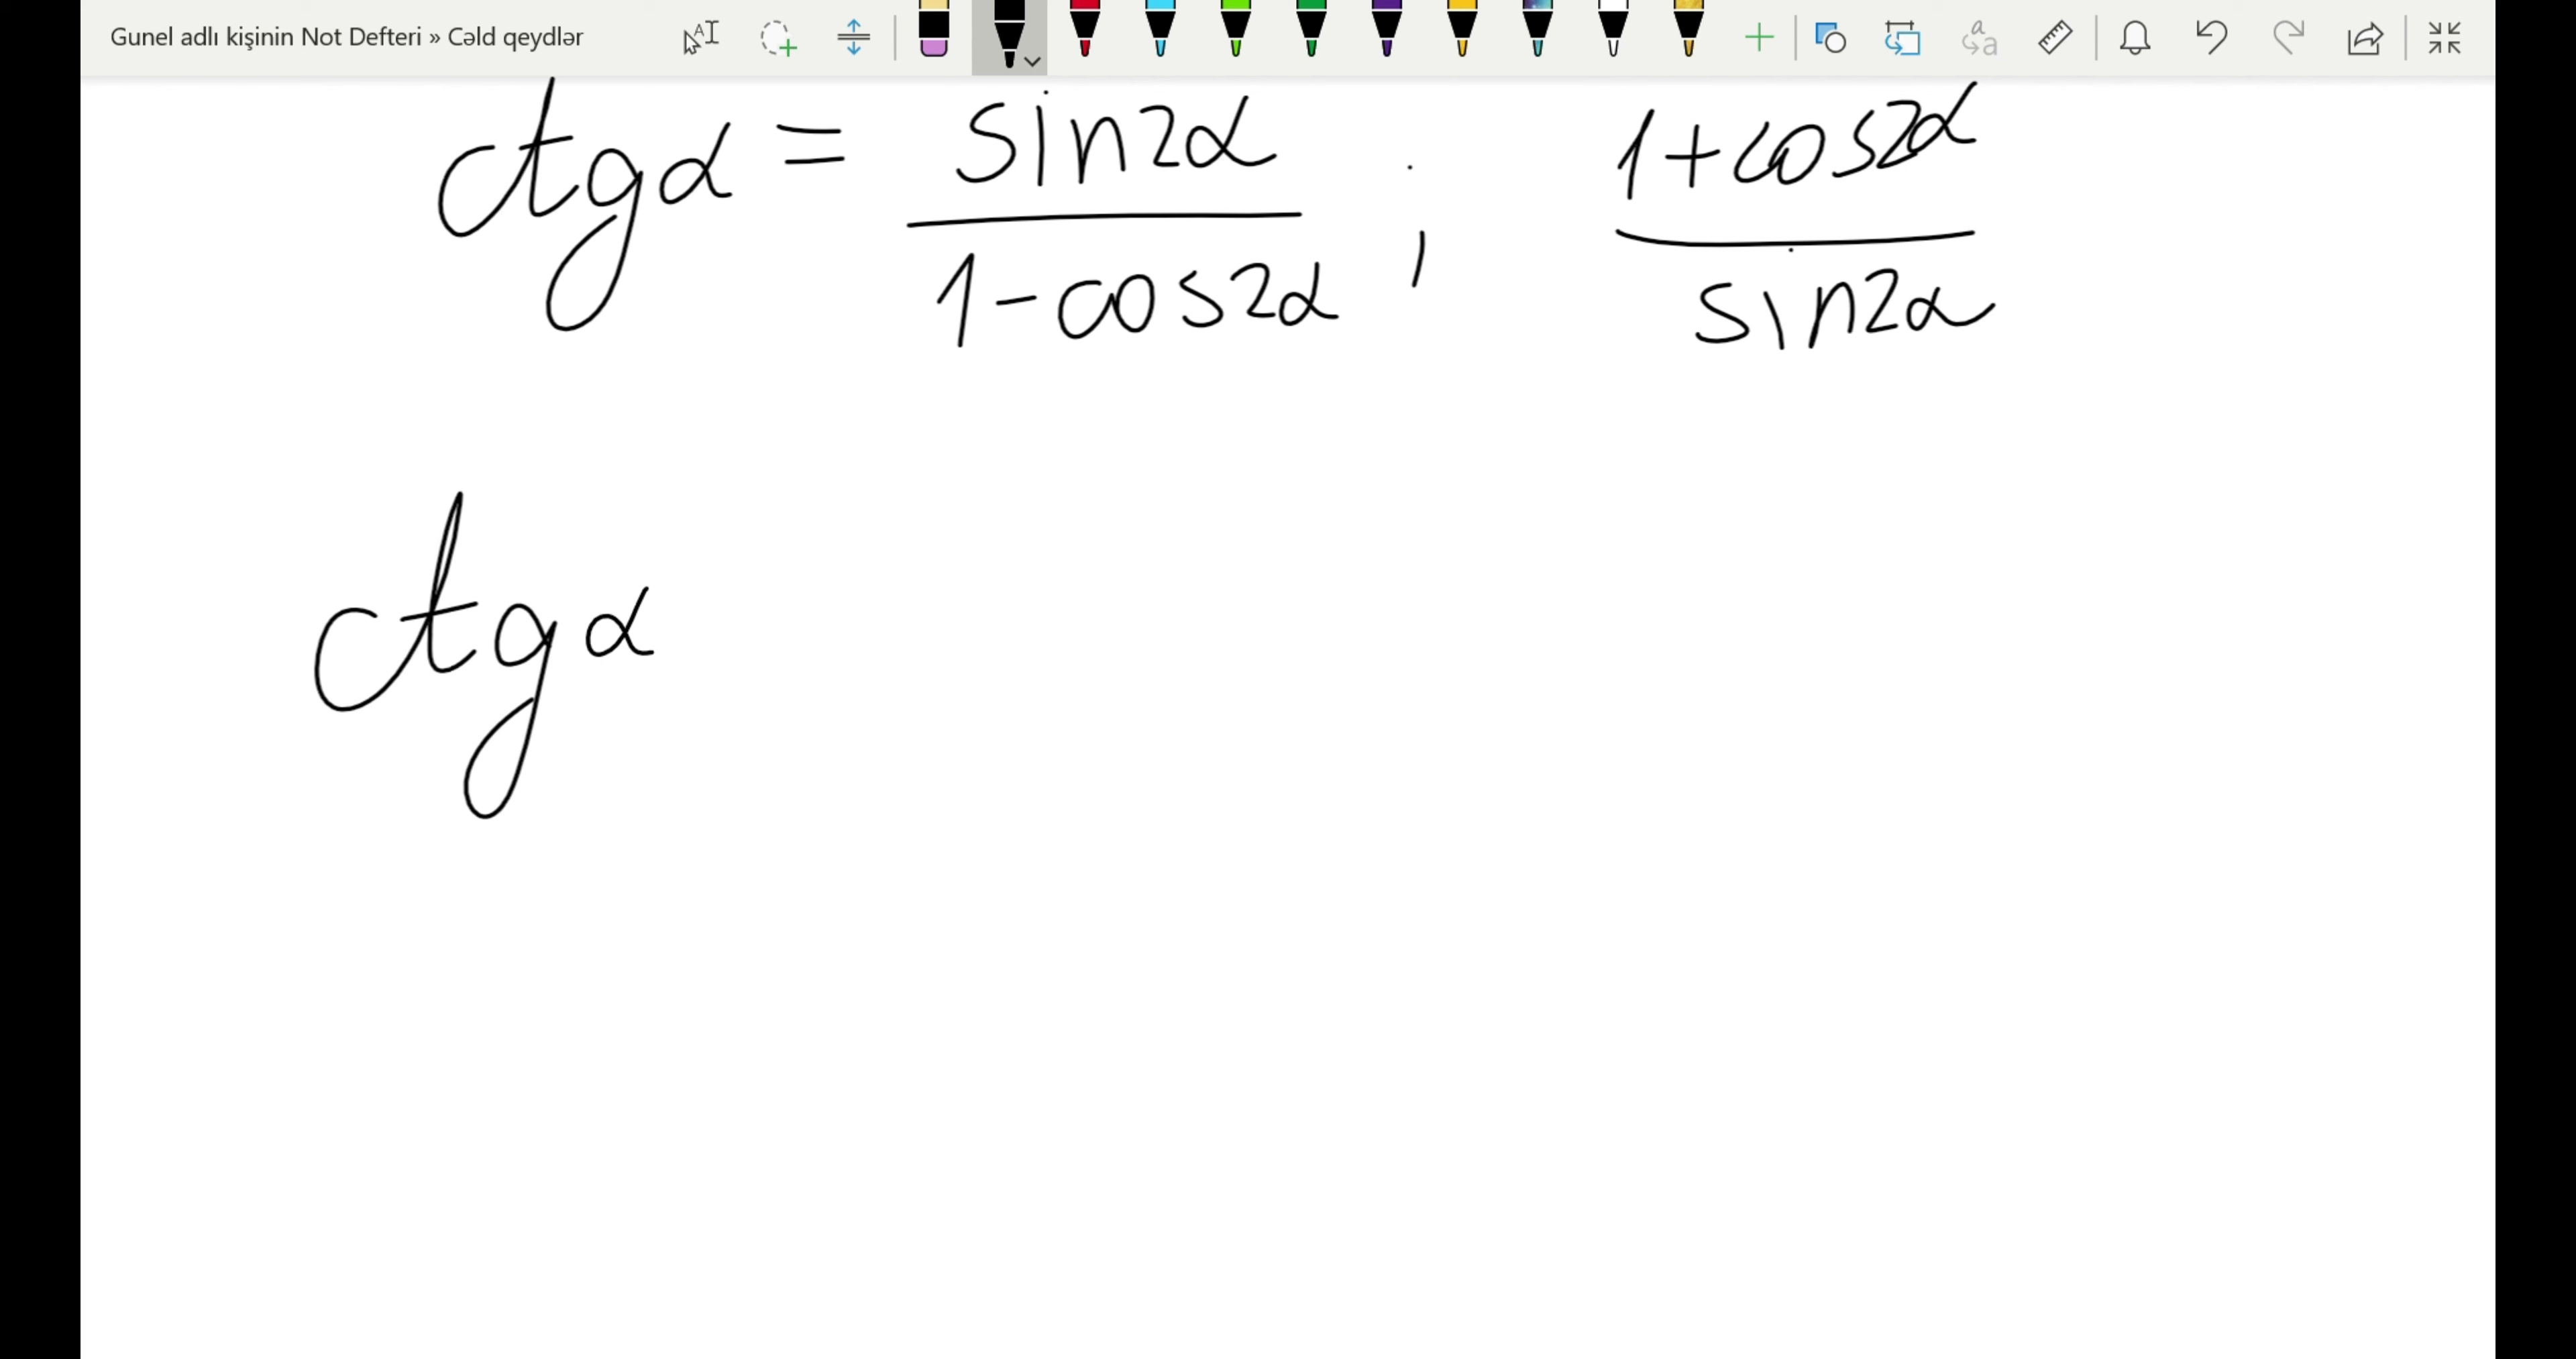 Gunel adlı kişinin Not Defteri » Cəld qeydlər
ctgα = sin2α / 1-cos2α , 1+cos2α / sin2α
ctgα